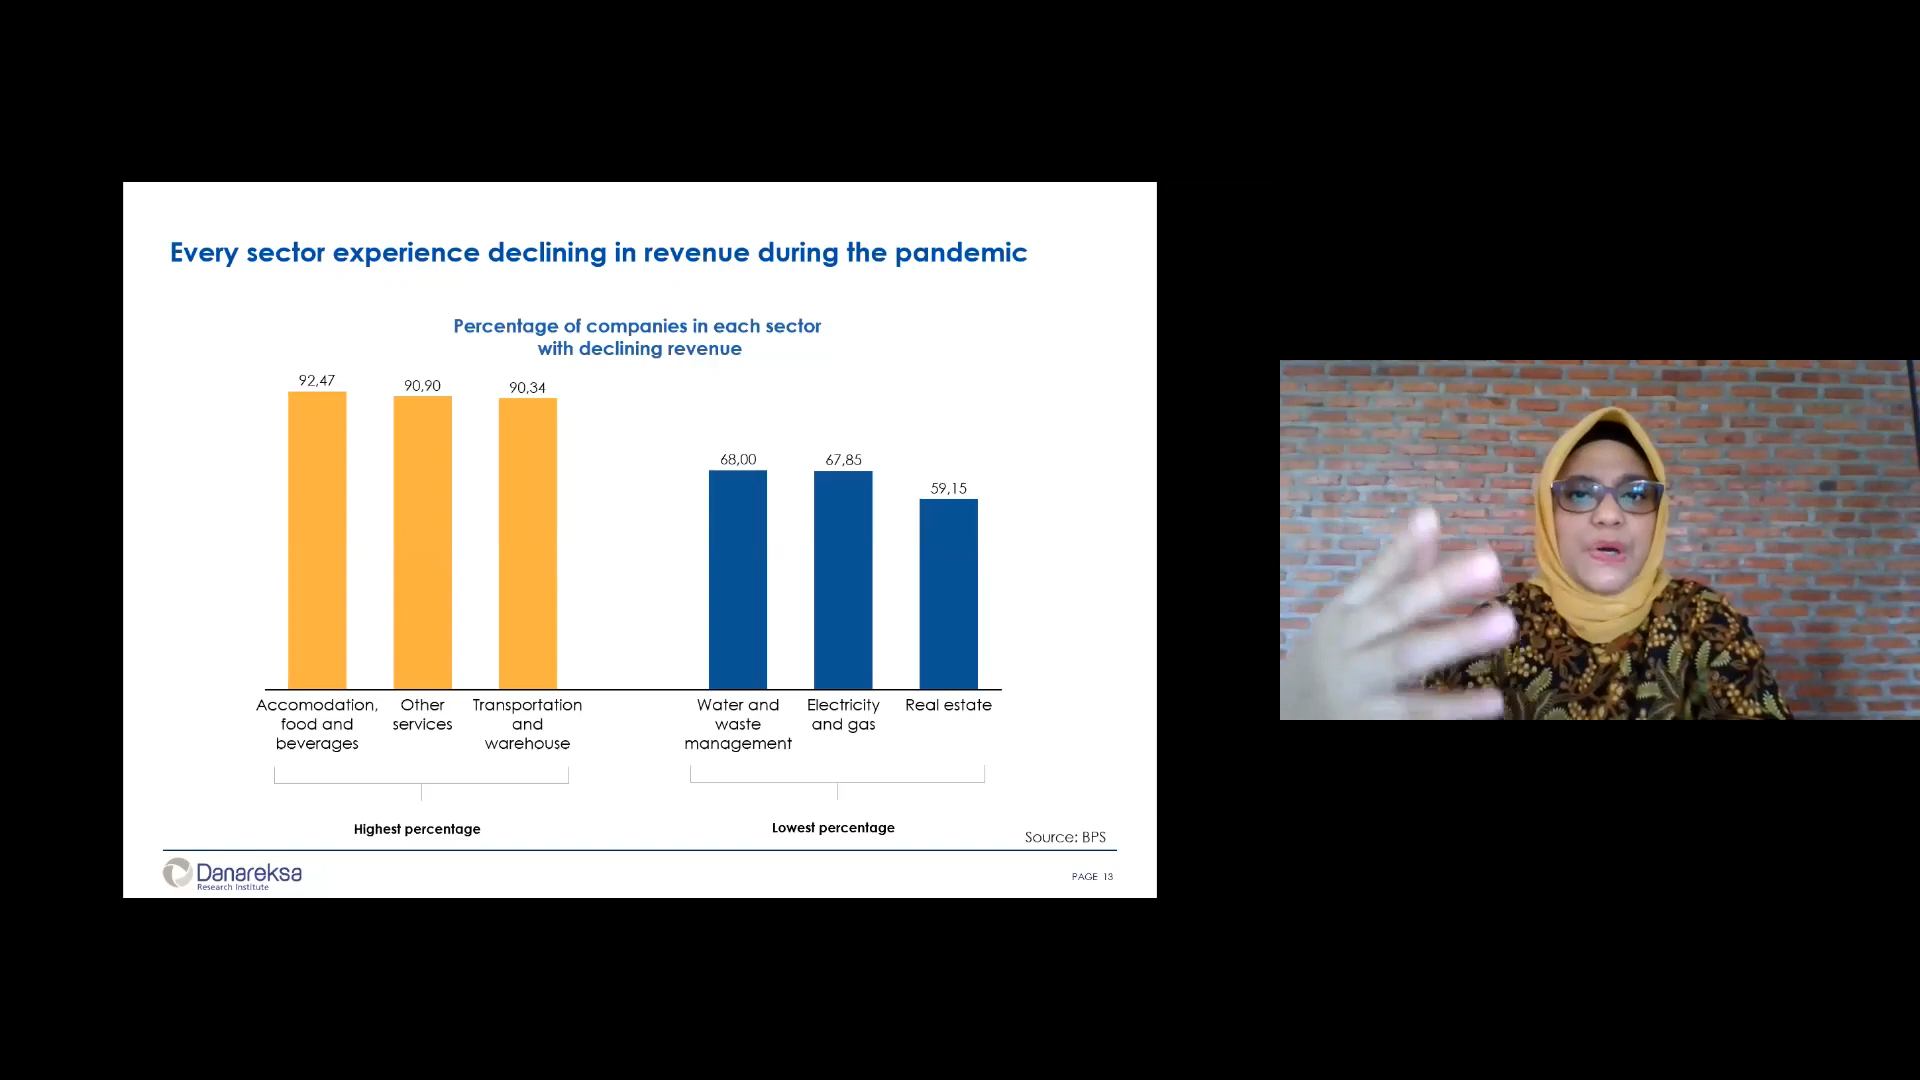 Every sector experience declining in revenue during the pandemic
Percentage of companies in each sector
with declining revenue
92,47
90,90
90,34
68,00
67,85
59,15
Accomodation,
food and
beverages
Other
services
Transportation
and
warehouse
Water and
waste
management
Electricity
and gas
Real estate
Highest percentage
Lowest percentage
Source: BPS
Danareksa
Research Institute
PAGE 13